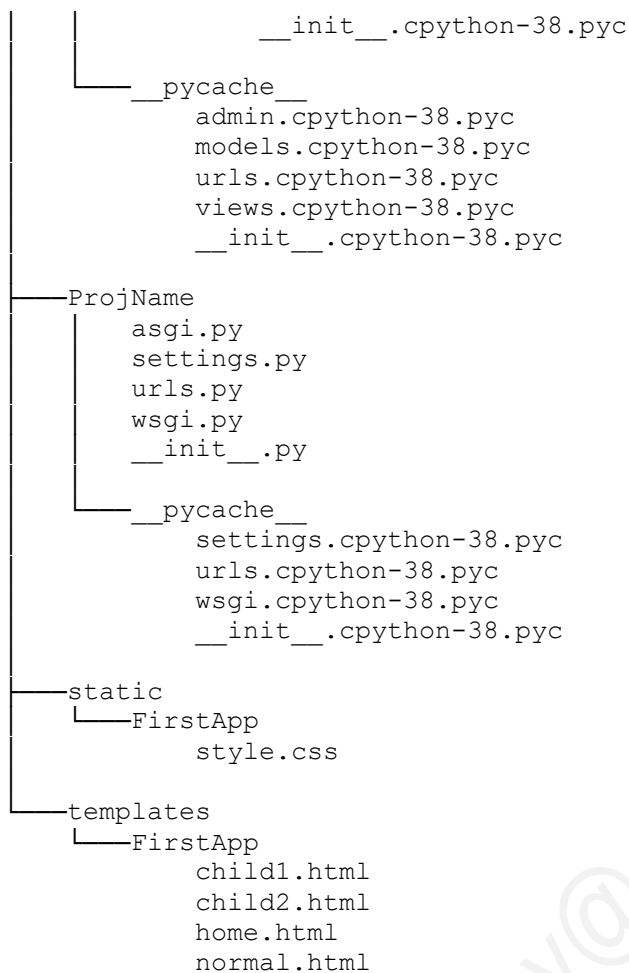 __init__.cpython-38.pyc
__pycache__
admin.cpython-38.pyc
models.cpython-38.pyc
urls.cpython-38.pyc
views.cpython-38.pyc
__init__.cpython-38.pyc
ProjName
asgi.py
settings.py
urls.py
wsgi.py
__init__.py
__pycache__
settings.cpython-38.pyc
urls.cpython-38.pyc
wsgi.cpython-38.pyc
__init__.cpython-38.pyc
static
FirstApp
style.css
templates
FirstApp
child1.html
child2.html
home.html
normal.html